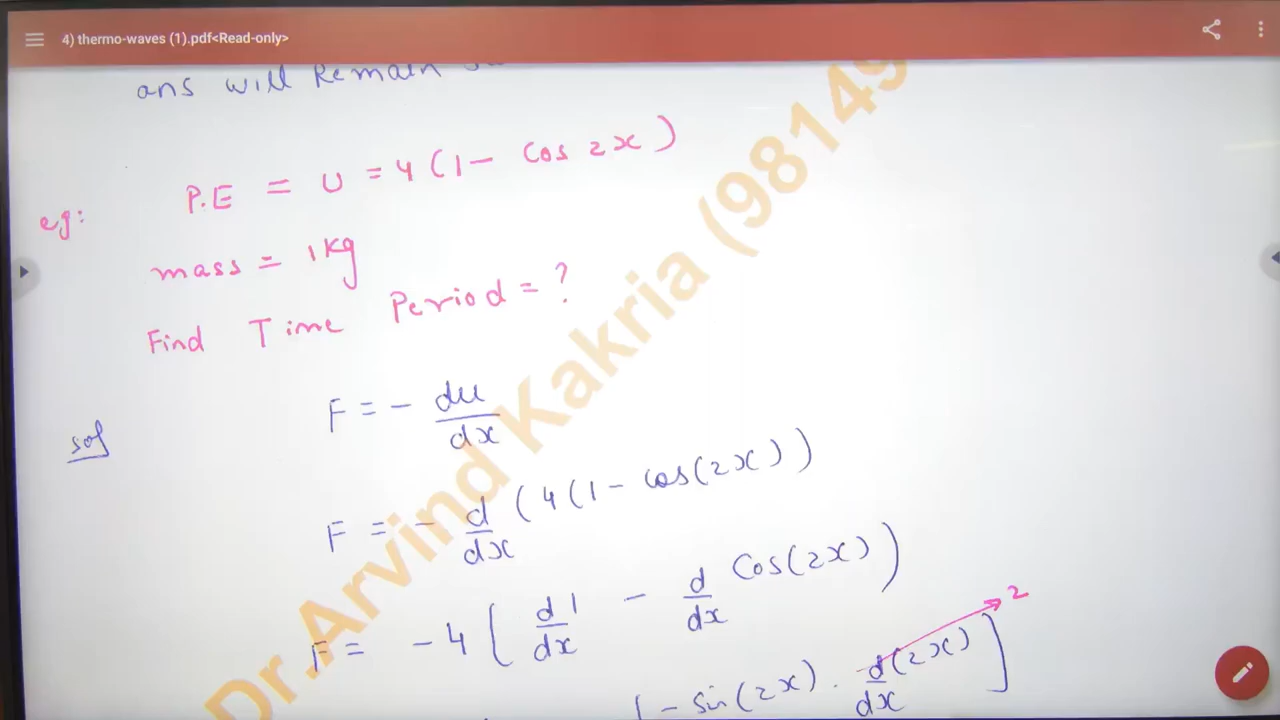 4) thermo-waves (1).pdf<Read-only>
ans will Remain
eg: P.E = U = 4(1 - cos 2x)
mass = 1kg
Find Time Period = ?
sol F = - du/dx
F = - d/dx (4(1 - cos(2x))
F = -4[ d1/dx - d/dx Cos(2x))
- sin(2x) . d/dx(2x) ] 2
Dr.Arvind Kakria (98149